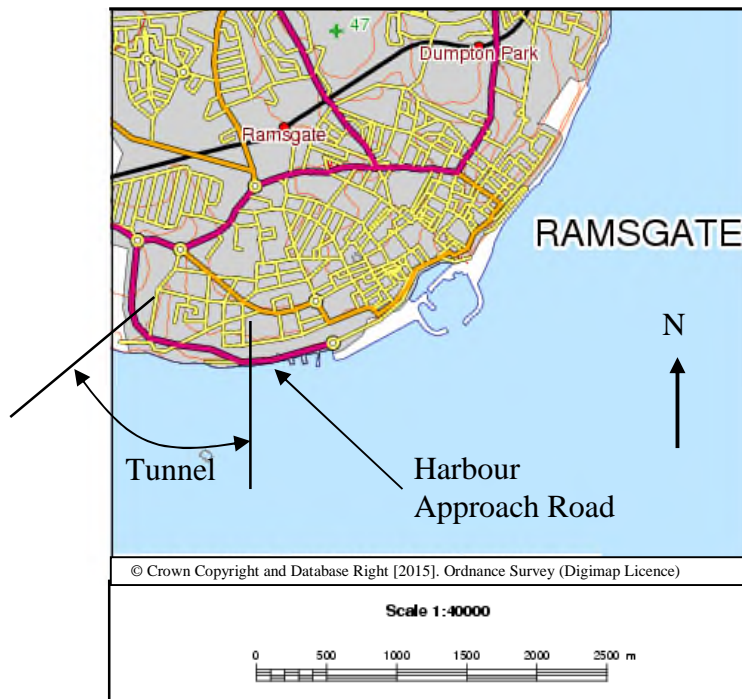 47
Dumpton Park
Ramsgate
RAMSGATE
N
Tunnel
Harbour
Approach Road
© Crown Copyright and Database Right [2015]. Ordnance Survey (Digimap Licence)
Scale 1:40000
0 500 1000 1500 2000 2500 m